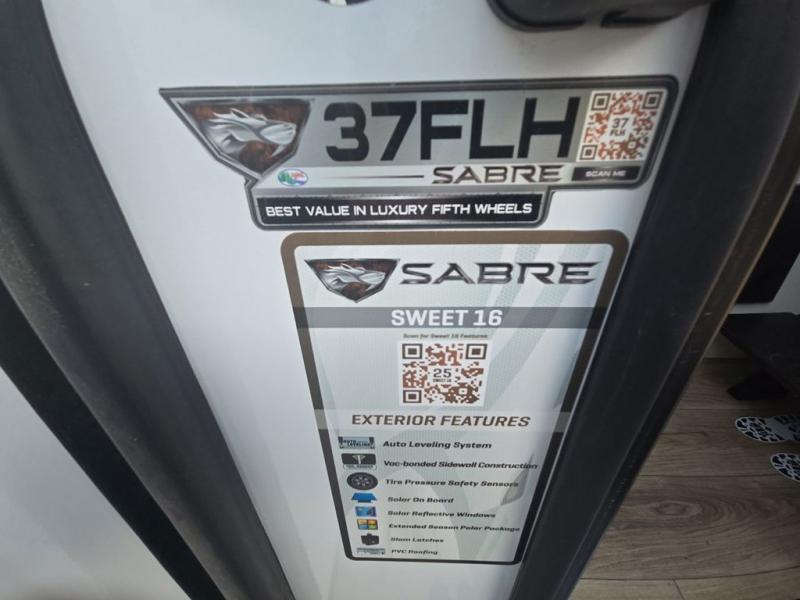 37FLH
37
FLH
SABRE
SCAN ME
BEST VALUE IN LUXURY FIFTH WHEELS
SABRE
SWEET 16
Scan for Sweet 16 Features
25
SWEET 16
EXTERIOR FEATURES
Auto Leveling System
Vac-bonded Sidewall Construction
Tire Pressure Safety Sensors
Solar On Board
Solar Reflective Windows
Extended Season Polar Package
Slam Latches
PVC Roofing